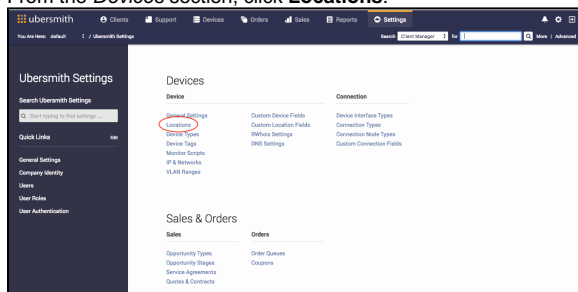 From the Devices section, click Locations.
ubersmith Clients Support Devices Orders Sales Reports Settings
You Are Here: default / Ubersmith Settings Search Client Manager for More | Advanced
Ubersmith Settings
Search Ubersmith Settings
Start typing to find settings ...
Quick Links Edit
General Settings
Company Identity
Users
User Roles
User Authentication
Devices
Device Connection
General Settings Custom Device Fields Device Interface Types
Locations Custom Location Fields Connection Types
Device Types RWhois Settings Connection Node Types
Device Tags DNS Settings Custom Connection Fields
Monitor Scripts
IP & Networks
VLAN Ranges
Sales & Orders
Sales Orders
Opportunity Types Order Queues
Opportunity Stages Coupons
Service Agreements
Quotes & Contracts